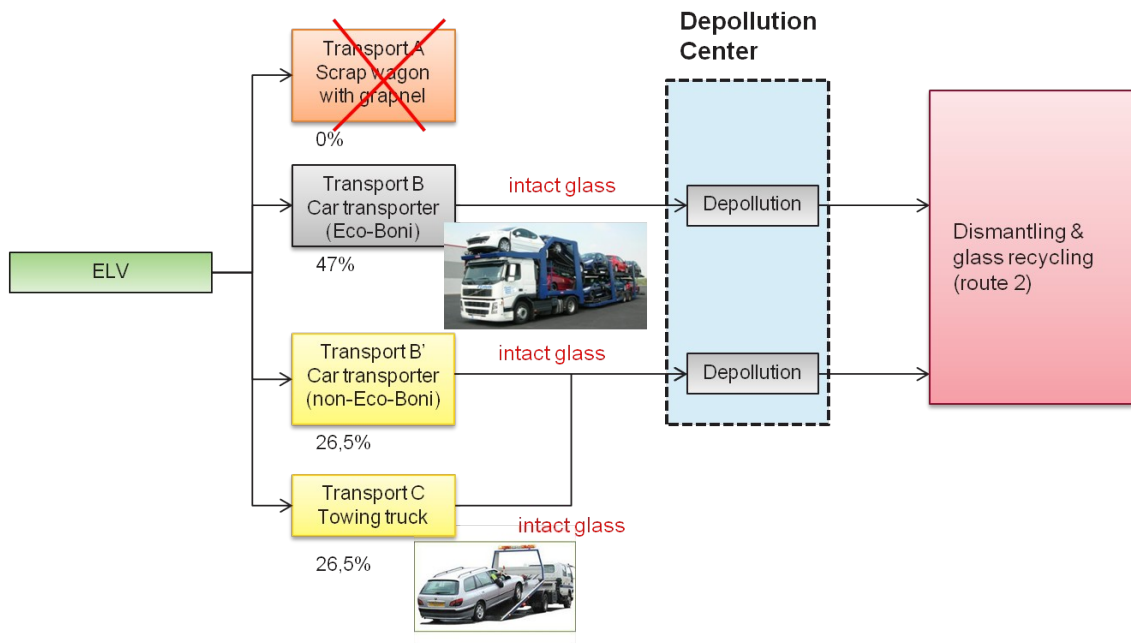 Depollution
Center
Transport A
Scrap wagon
with grapnel
0%
Transport B
Car transporter
(Eco-Boni)
47%
intact glass
Depollution
ELV
Dismantling &
glass recycling
(route 2)
Transport B’
Car transporter
(non-Eco-Boni)
26,5%
intact glass
Depollution
Transport C
Towing truck
26,5%
intact glass